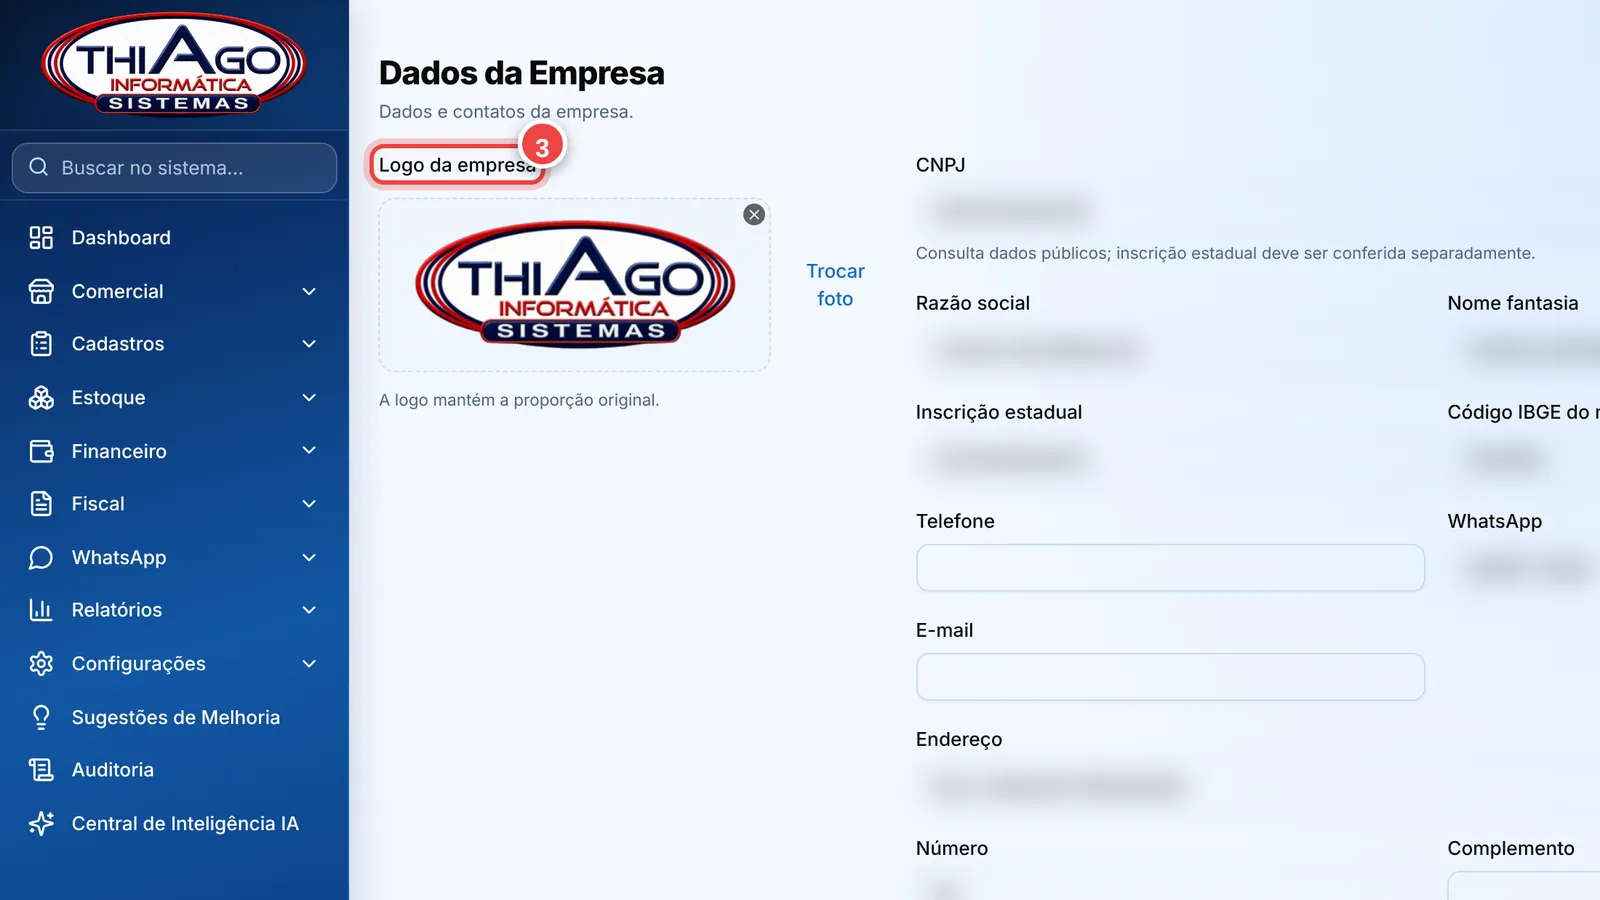 THIAGO
INFORMÁTICA
SISTEMAS
Buscar no sistema...
Dashboard
Comercial
Cadastros
Estoque
Financeiro
Fiscal
WhatsApp
Relatórios
Configurações
Sugestões de Melhoria
Auditoria
Central de Inteligência IA
Dados da Empresa
Dados e contatos da empresa.
3
Logo da empresa
THIAGO
INFORMÁTICA
SISTEMAS
Trocar
foto
A logo mantém a proporção original.
CNPJ
Consulta dados públicos; inscrição estadual deve ser conferida separadamente.
Razão social
Nome fantasia
Inscrição estadual
Código IBGE do
Telefone
WhatsApp
E-mail
Endereço
Número
Complemento